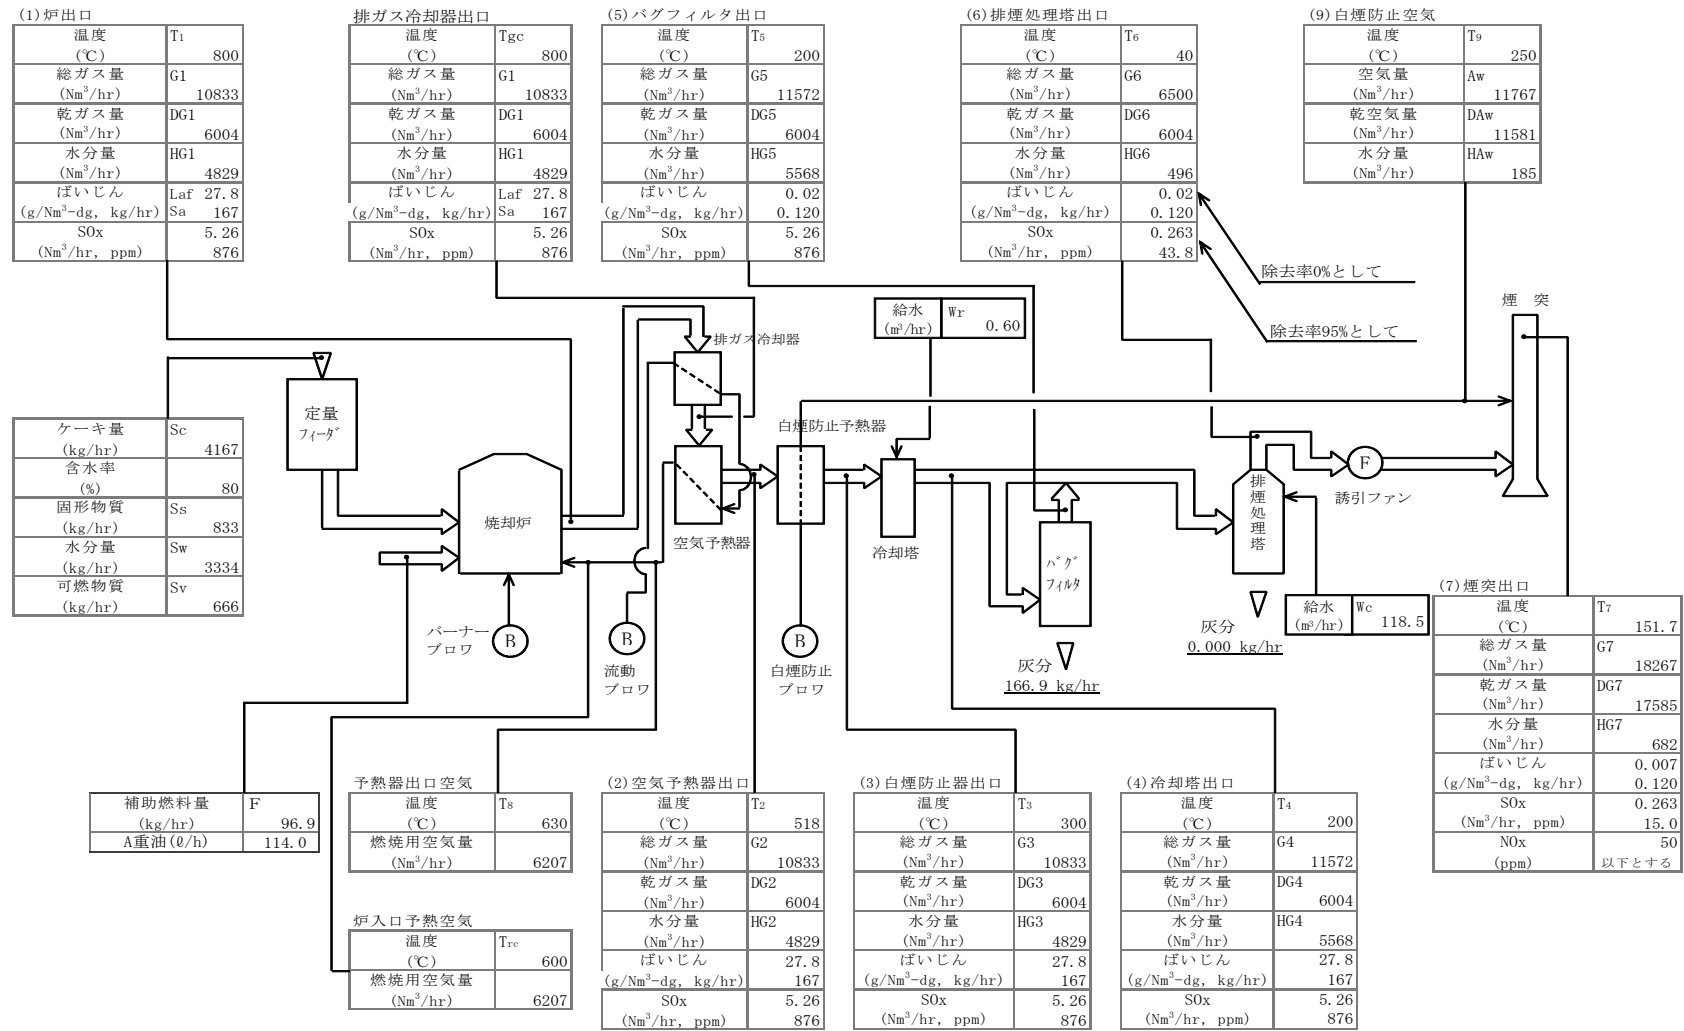 (1)炉出口
温度 T1
(℃) 800
総ガス量 G1
(Nm³/hr) 10833
乾ガス量 DG1
(Nm³/hr) 6004
水分量 HG1
(Nm³/hr) 4829
ばいじん Laf 27.8
(g/Nm³-dg, kg/hr) Sa 167
SOx 5.26
(Nm³/hr, ppm) 876
排ガス冷却器出口
温度 Tgc
(℃) 800
総ガス量 G1
(Nm³/hr) 10833
乾ガス量 DG1
(Nm³/hr) 6004
水分量 HG1
(Nm³/hr) 4829
ばいじん Laf 27.8
(g/Nm³-dg, kg/hr) Sa 167
SOx 5.26
(Nm³/hr, ppm) 876
(5)バグフィルタ出口
温度 T5
(℃) 200
総ガス量 G5
(Nm³/hr) 11572
乾ガス量 DG5
(Nm³/hr) 6004
水分量 HG5
(Nm³/hr) 5568
ばいじん 0.02
(g/Nm³-dg, kg/hr) 0.120
SOx 5.26
(Nm³/hr, ppm) 876
(6)排煙処理塔出口
温度 T6
(℃) 40
総ガス量 G6
(Nm³/hr) 6500
乾ガス量 DG6
(Nm³/hr) 6004
水分量 HG6
(Nm³/hr) 496
ばいじん 0.02
(g/Nm³-dg, kg/hr) 0.120
SOx 0.263
(Nm³/hr, ppm) 43.8
(9)白煙防止空気
温度 T9
(℃) 250
空気量 Aw
(Nm³/hr) 11767
乾空気量 DAw
(Nm³/hr) 11581
水分量 HAw
(Nm³/hr) 185
除去率0%として
除去率95%として
給水 Wr
(m³/hr) 0.60
煙 突
排ガス冷却器
定量
フィーダ
ケーキ量 Sc
(kg/hr) 4167
含水率
(%) 80
固形物質 Ss
(kg/hr) 833
水分量 Sw
(kg/hr) 3334
可燃物質 Sv
(kg/hr) 666
白煙防止予熱器
焼却炉
空気予熱器
冷却塔
バグ
フィルタ
排煙処理塔
F
誘引ファン
バーナー
ブロワ
B
流動
ブロワ
B
白煙防止
ブロワ
B
灰分
166.9 kg/hr
灰分
0.000 kg/hr
給水 Wc
(m³/hr) 118.5
(7)煙突出口
温度 T7
(℃) 151.7
総ガス量 G7
(Nm³/hr) 18267
乾ガス量 DG7
(Nm³/hr) 17585
水分量 HG7
(Nm³/hr) 682
ばいじん 0.007
(g/Nm³-dg, kg/hr) 0.120
SOx 0.263
(Nm³/hr, ppm) 15.0
NOx 50
(ppm) 以下とする
補助燃料量 F
(kg/hr) 96.9
A重油(ℓ/h) 114.0
予熱器出口空気
温度 T8
(℃) 630
燃焼用空気量
(Nm³/hr) 6207
炉入口予熱空気
温度 Trc
(℃) 600
燃焼用空気量
(Nm³/hr) 6207
(2)空気予熱器出口
温度 T2
(℃) 518
総ガス量 G2
(Nm³/hr) 10833
乾ガス量 DG2
(Nm³/hr) 6004
水分量 HG2
(Nm³/hr) 4829
ばいじん 27.8
(g/Nm³-dg, kg/hr) 167
SOx 5.26
(Nm³/hr, ppm) 876
(3)白煙防止器出口
温度 T3
(℃) 300
総ガス量 G3
(Nm³/hr) 10833
乾ガス量 DG3
(Nm³/hr) 6004
水分量 HG3
(Nm³/hr) 4829
ばいじん 27.8
(g/Nm³-dg, kg/hr) 167
SOx 5.26
(Nm³/hr, ppm) 876
(4)冷却塔出口
温度 T4
(℃) 200
総ガス量 G4
(Nm³/hr) 11572
乾ガス量 DG4
(Nm³/hr) 6004
水分量 HG4
(Nm³/hr) 5568
ばいじん 27.8
(g/Nm³-dg, kg/hr) 167
SOx 5.26
(Nm³/hr, ppm) 876